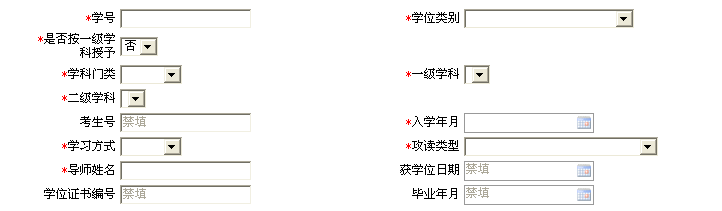 *学号
*学位类别
*是否按一级学
科授予
否
*学科门类
*一级学科
*二级学科
考生号 禁填
*入学年月
*学习方式
*攻读类型
*导师姓名
获学位日期 禁填
学位证书编号 禁填
毕业年月 禁填